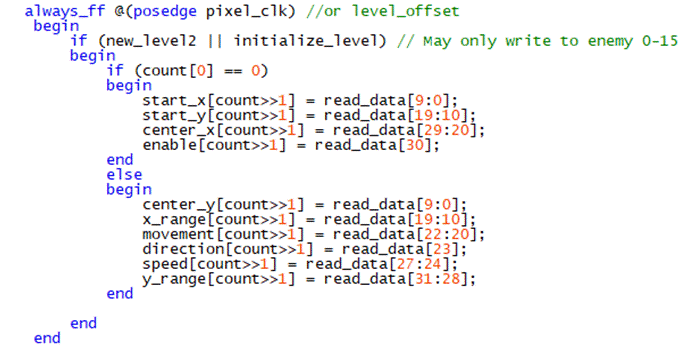 always_ff @(posedge pixel_clk) //or level_offset
begin
if (new_level2 || initialize_level) // May only write to enemy 0-15
begin
if (count[0] == 0)
begin
start_x[count>>1] = read_data[9:0];
start_y[count>>1] = read_data[19:10];
center_x[count>>1] = read_data[29:20];
enable[count>>1] = read_data[30];
end
else
begin
center_y[count>>1] = read_data[9:0];
x_range[count>>1] = read_data[19:10];
movement[count>>1] = read_data[22:20];
direction[count>>1] = read_data[23];
speed[count>>1] = read_data[27:24];
y_range[count>>1] = read_data[31:28];
end
end
end